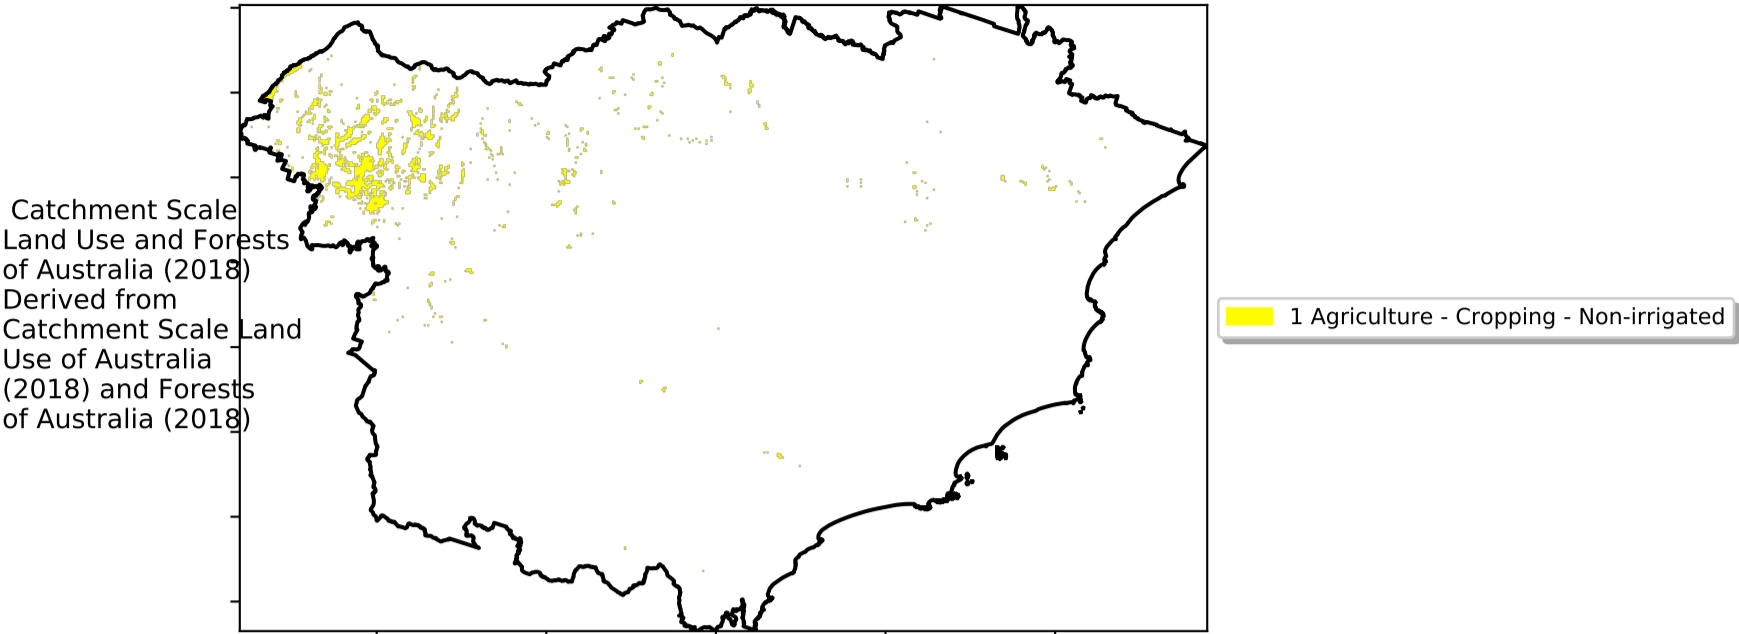 Catchment Scale
Land Use and Forests
of Australia (2018)
Derived from
Catchment Scale Land
Use of Australia
(2018) and Forests
of Australia (2018)
1 Agriculture - Cropping - Non-irrigated